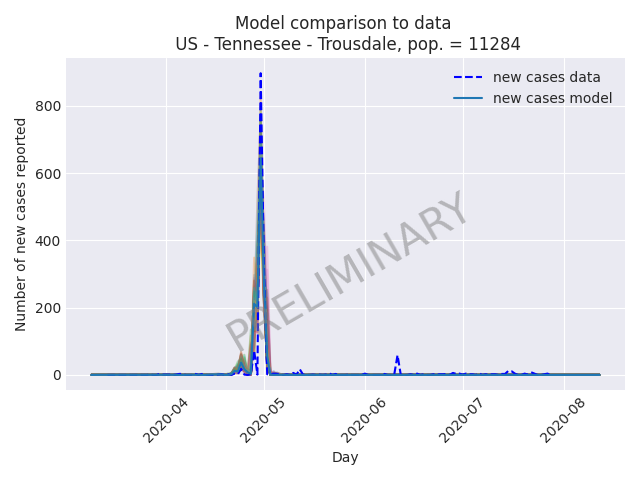 Model comparison to data
US - Tennessee - Trousdale, pop. = 11284
new cases data
new cases model
Number of new cases reported
800
600
400
200
0
PRELIMINARY
2020-04
2020-05
2020-06
2020-07
2020-08
Day